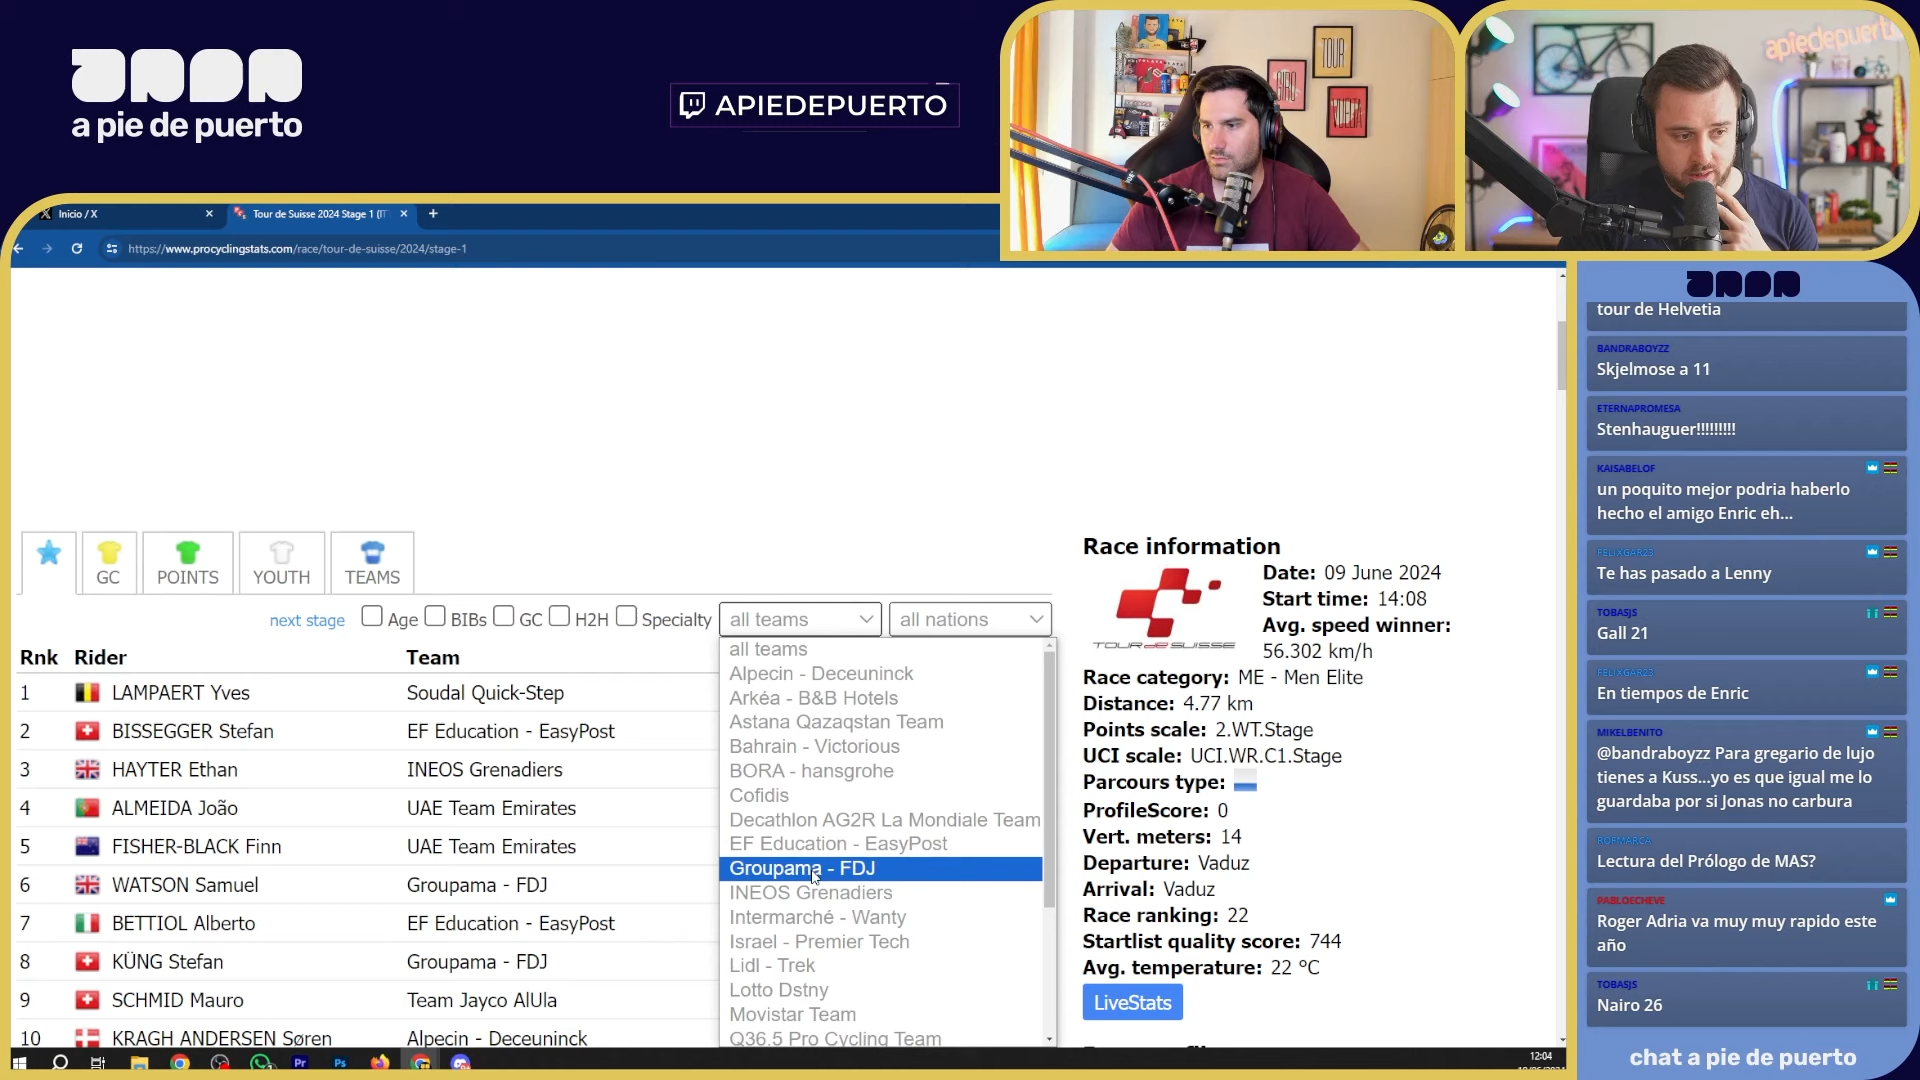 a pie de puerto
APIEDEPUERTO
TOUR
GIRO
apiedepuerto
Inicio / X
Tour de Suisse 2024 Stage 1 (IT
https://www.procyclingstats.com/race/tour-de-suisse/2024/stage-1
GC
POINTS
YOUTH
TEAMS
next stage
Age
BIBs
GC
H2H
Specialty
all teams
all nations
Rnk Rider Team
1 LAMPAERT Yves Soudal Quick-Step
2 BISSEGGER Stefan EF Education - EasyPost
3 HAYTER Ethan INEOS Grenadiers
4 ALMEIDA João UAE Team Emirates
5 FISHER-BLACK Finn UAE Team Emirates
6 WATSON Samuel Groupama - FDJ
7 BETTIOL Alberto EF Education - EasyPost
8 KÜNG Stefan Groupama - FDJ
9 SCHMID Mauro Team Jayco AlUla
10 KRAGH ANDERSEN Søren Alpecin - Deceuninck
all teams
Alpecin - Deceuninck
Arkéa - B&B Hotels
Astana Qazaqstan Team
Bahrain - Victorious
BORA - hansgrohe
Cofidis
Decathlon AG2R La Mondiale Team
EF Education - EasyPost
Groupama - FDJ
INEOS Grenadiers
Intermarché - Wanty
Israel - Premier Tech
Lidl - Trek
Lotto Dstny
Movistar Team
Q36.5 Pro Cycling Team
Race information
TOUR DE SUISSE
Date: 09 June 2024
Start time: 14:08
Avg. speed winner:
56.302 km/h
Race category: ME - Men Elite
Distance: 4.77 km
Points scale: 2.WT.Stage
UCI scale: UCI.WR.C1.Stage
Parcours type:
ProfileScore: 0
Vert. meters: 14
Departure: Vaduz
Arrival: Vaduz
Race ranking: 22
Startlist quality score: 744
Avg. temperature: 22 °C
LiveStats
Pr
Ps
12:04
tour de Helvetia
BANDRABOYZZ
Skjelmose a 11
ETERNAPROMESA
Stenhauguer!!!!!!!!!
KAISABELOF
un poquito mejor podria haberlo
hecho el amigo Enric eh...
FELIXGAR23
Te has pasado a Lenny
TOBASJS
Gall 21
FELIXGAR23
En tiempos de Enric
MIKELBENITO
@bandraboyzz Para gregario de lujo
tienes a Kuss...yo es que igual me lo
guardaba por si Jonas no carbura
ROFMARCA
Lectura del Prólogo de MAS?
PABLOECHEVE
Roger Adria va muy muy rapido este
año
TOBASJS
Nairo 26
chat a pie de puerto